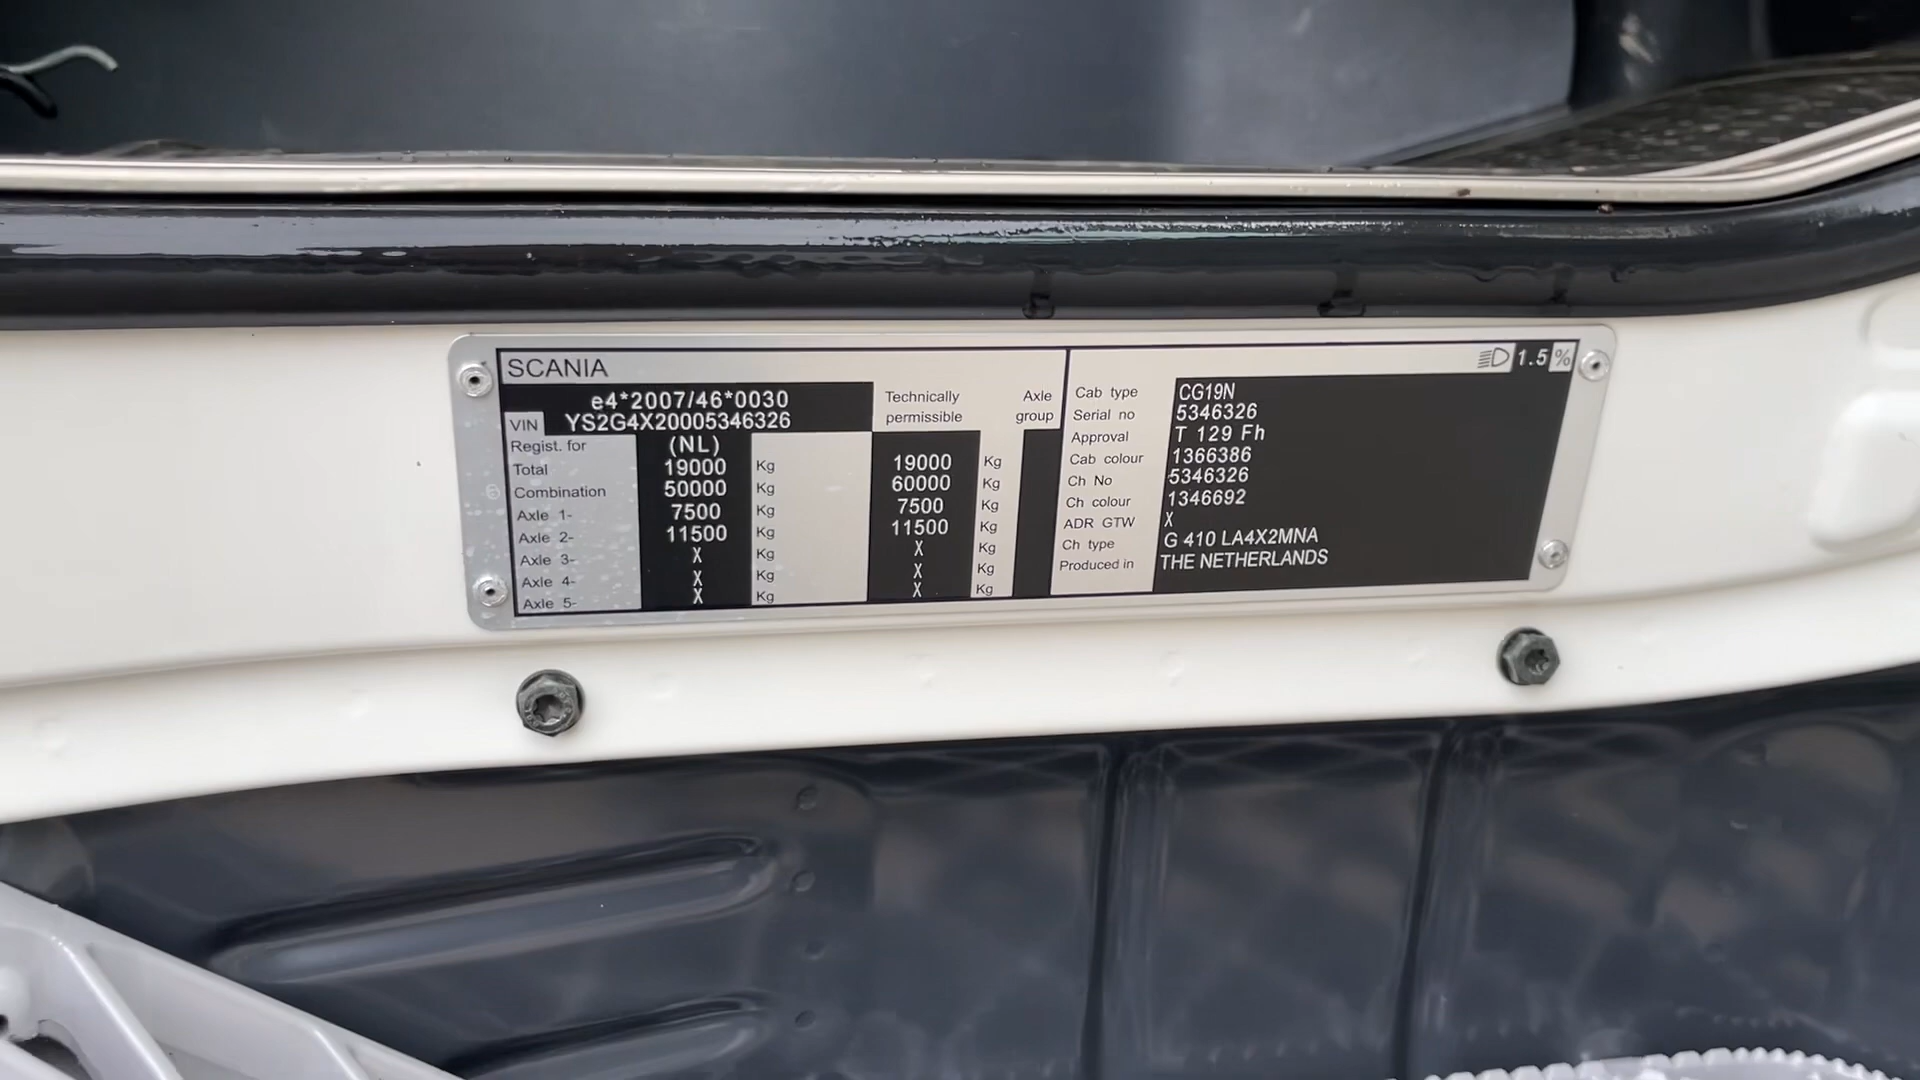 SCANIA
e4*2007/46*0030
VIN YS2G4X20005346326
Technically permissible
Axle group
Regist. for (NL)
Total 19000 Kg 19000 Kg
Combination 50000 Kg 60000 Kg
Axle 1- 7500 Kg 7500 Kg
Axle 2- 11500 Kg 11500 Kg
Axle 3- X Kg X Kg
Axle 4- X Kg X Kg
Axle 5- X Kg X Kg
1.5 %
Cab type CG19N
Serial no 5346326
Approval T 129 Fh
Cab colour 1366386
Ch No 5346326
Ch colour 1346692
ADR GTW X
Ch type G 410 LA4X2MNA
Produced in THE NETHERLANDS